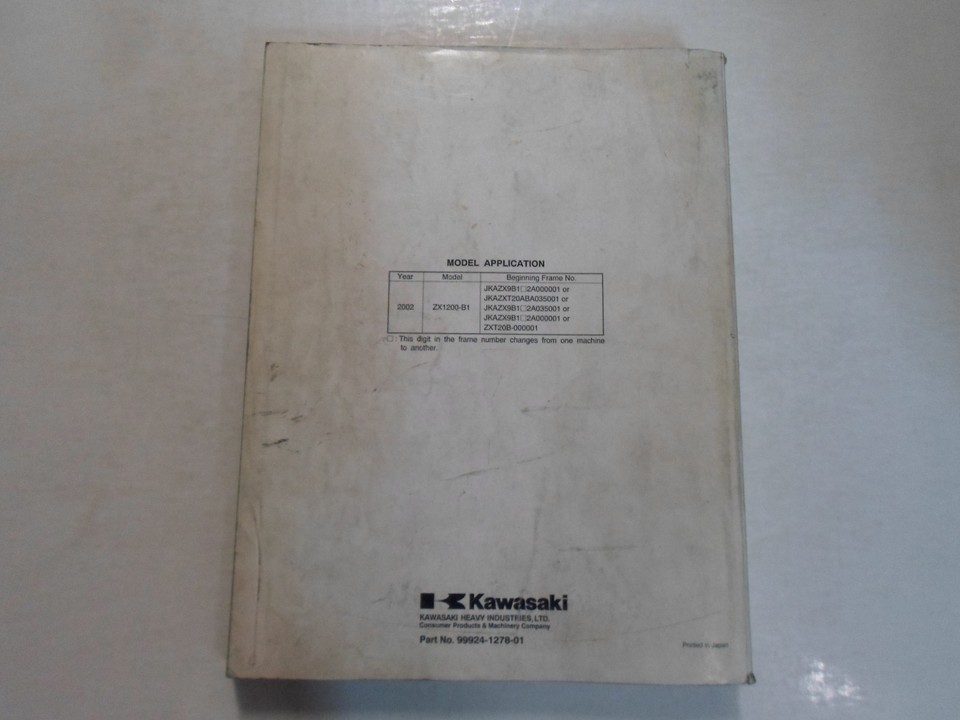 MODEL APPLICATION
Year Model Beginning Frame No.
2002 ZX1200-B1
JKAZX9B1□2A000001 or
JKAZXT20ABA035001 or
JKAZX9B1□2A035001 or
JKAZX9B1□2A000001 or
ZXT20B-000001
□: This digit in the frame number changes from one machine
to another.
Kawasaki
KAWASAKI HEAVY INDUSTRIES, LTD.
Consumer Products & Machinery Company
Part No. 99924-1278-01
Printed in Japan